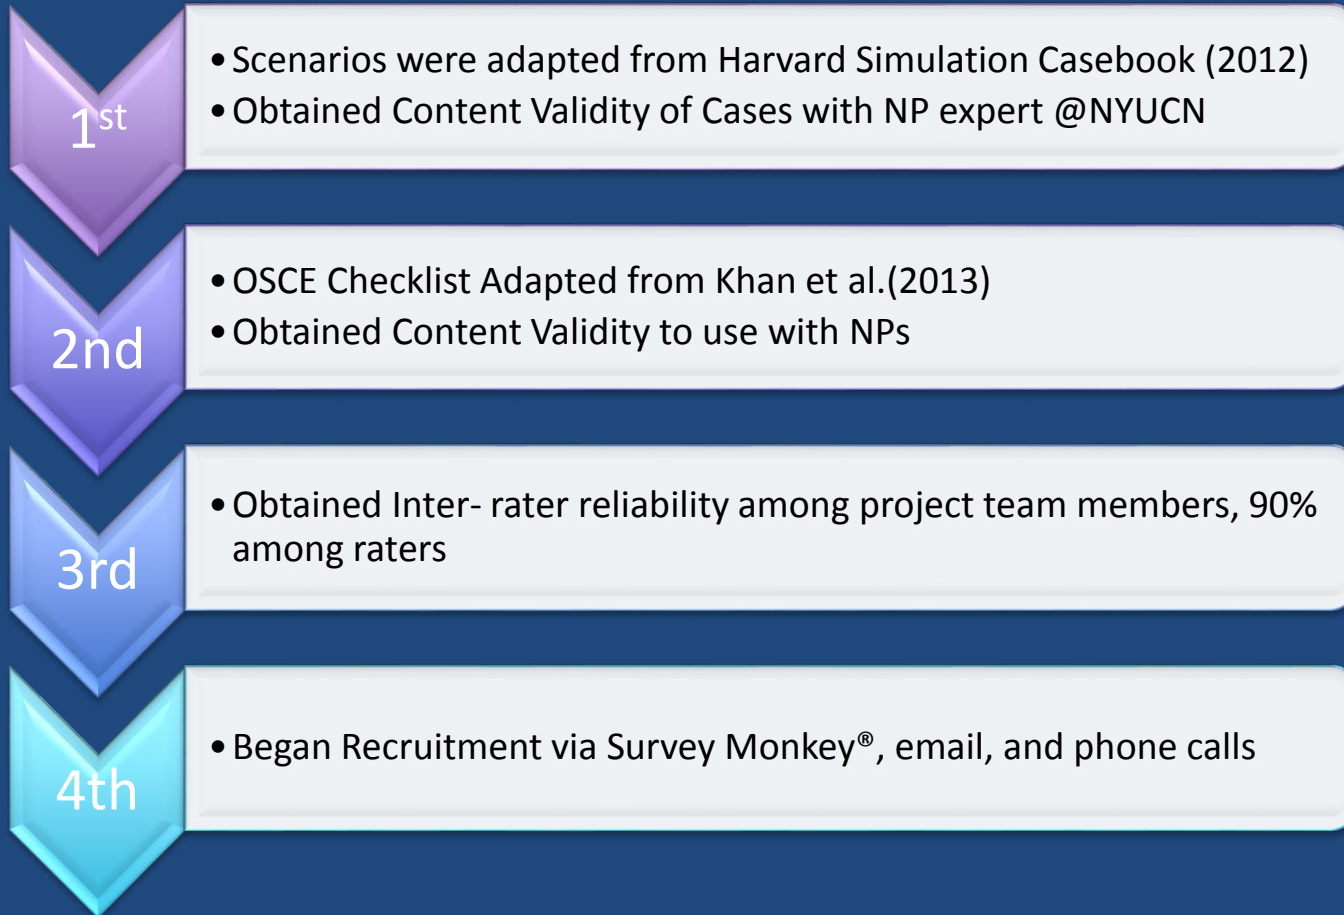 1st
• Scenarios were adapted from Harvard Simulation Casebook (2012)
• Obtained Content Validity of Cases with NP expert @NYUCN
2nd
• OSCE Checklist Adapted from Khan et al.(2013)
• Obtained Content Validity to use with NPs
3rd
• Obtained Inter- rater reliability among project team members, 90%
among raters
4th
• Began Recruitment via Survey Monkey®, email, and phone calls